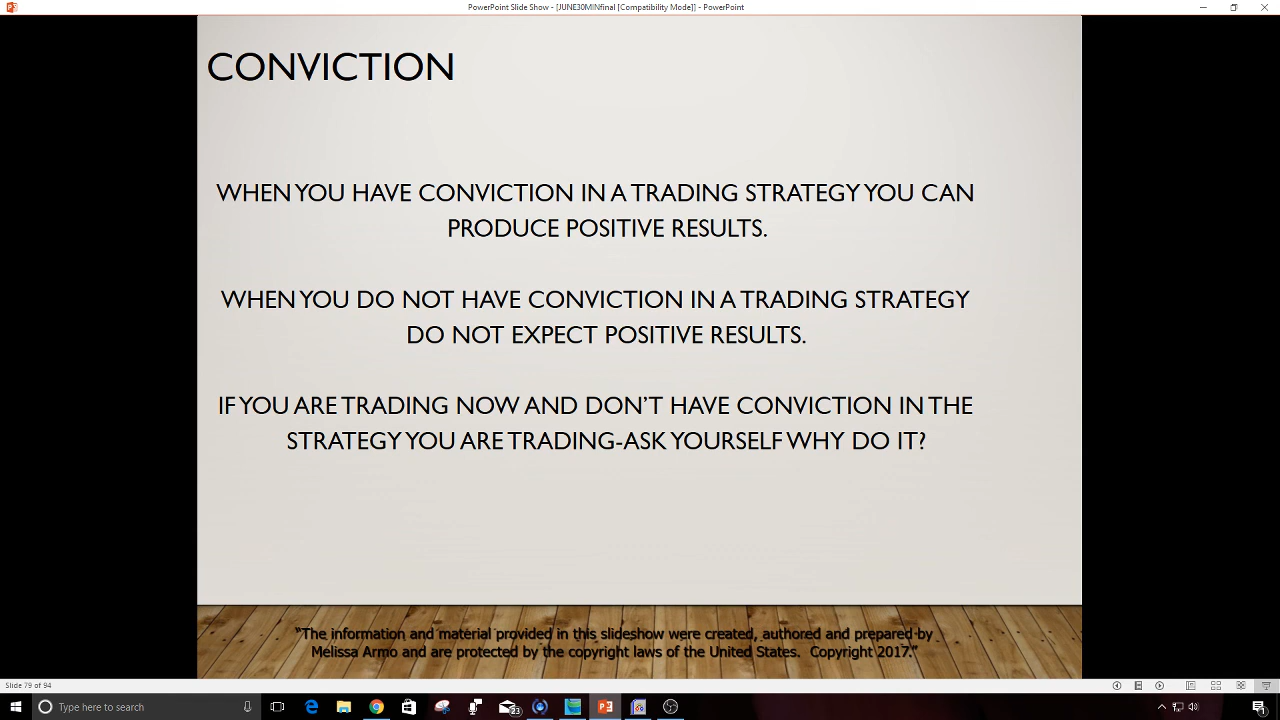 PowerPoint Slide Show - [JUNE30MINfinal [Compatibility Mode]] - PowerPoint
CONVICTION
WHEN YOU HAVE CONVICTION IN A TRADING STRATEGY YOU CAN
PRODUCE POSITIVE RESULTS.
WHEN YOU DO NOT HAVE CONVICTION IN A TRADING STRATEGY
DO NOT EXPECT POSITIVE RESULTS.
IF YOU ARE TRADING NOW AND DON'T HAVE CONVICTION IN THE
STRATEGY YOU ARE TRADING-ASK YOURSELF WHY DO IT?
"The information and material provided in this slideshow were created, authored and prepared by
Melissa Armo and are protected by the copyright laws of the United States.  Copyright 2017."
Slide 79 of 94
Type here to search
23